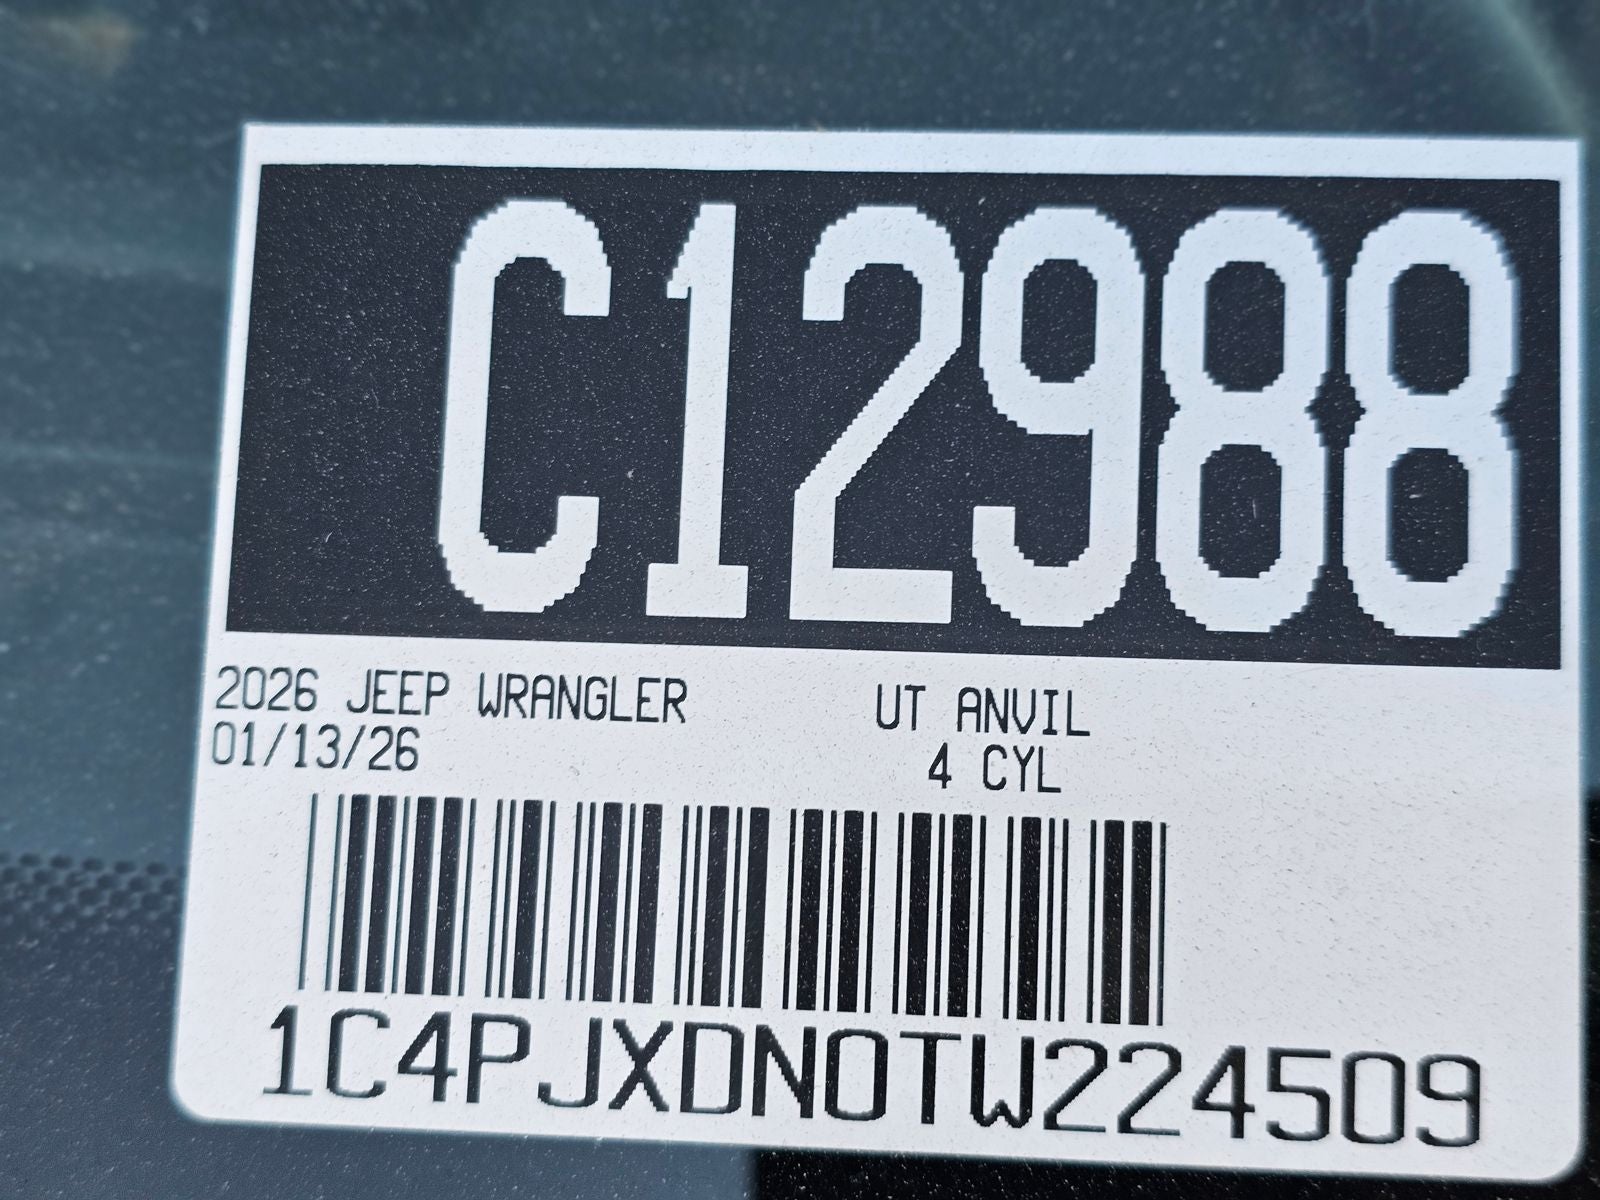 C12988
2026 JEEP WRANGLER UT ANVIL
01/13/26 4 CYL
1C4PJXDN0TW224509